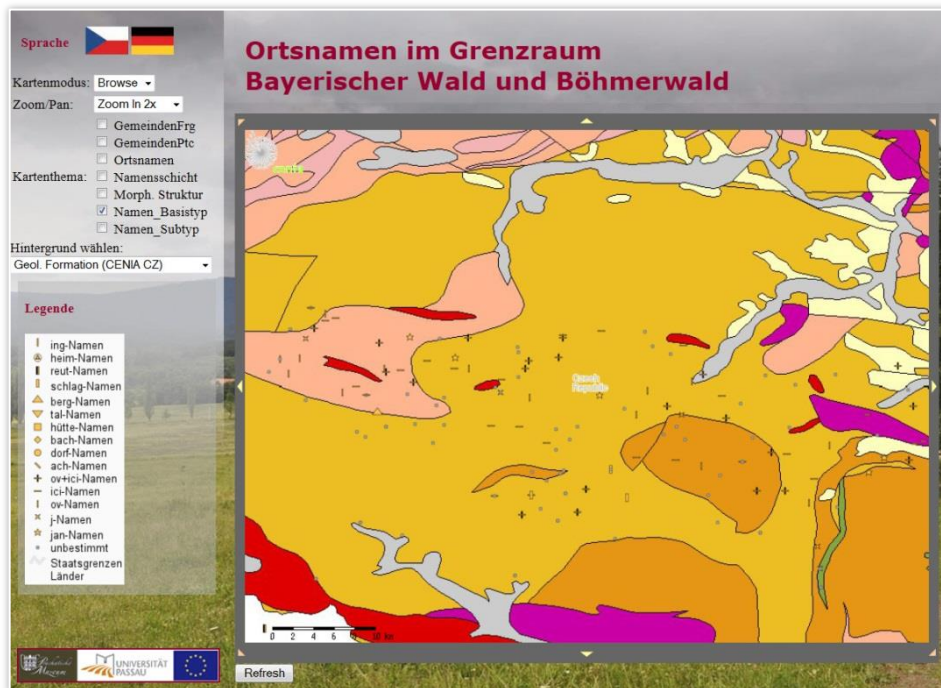 Sprache
Ortsnamen im Grenzraum
Bayerischer Wald und Böhmerwald
Kartenmodus: Browse
Zoom/Pan: Zoom In 2x
GemeindenFrg
GemeindenPtc
Ortsnamen
Kartenthema: Namensschicht
Morph. Struktur
Namen_Basistyp
Namen_Subtyp
Hintergrund wählen:
Geol. Formation (CENIA CZ)
Legende
ing-Namen
heim-Namen
reut-Namen
schlag-Namen
berg-Namen
tal-Namen
hütte-Namen
bach-Namen
dorf-Namen
ach-Namen
ov+ici-Namen
ici-Namen
ov-Namen
j-Namen
jan-Namen
unbestimmt
Staatsgrenzen
Länder
Czech
Republic
0 2 4 6 8 10 km
UNIVERSITÄT
PASSAU
Refresh